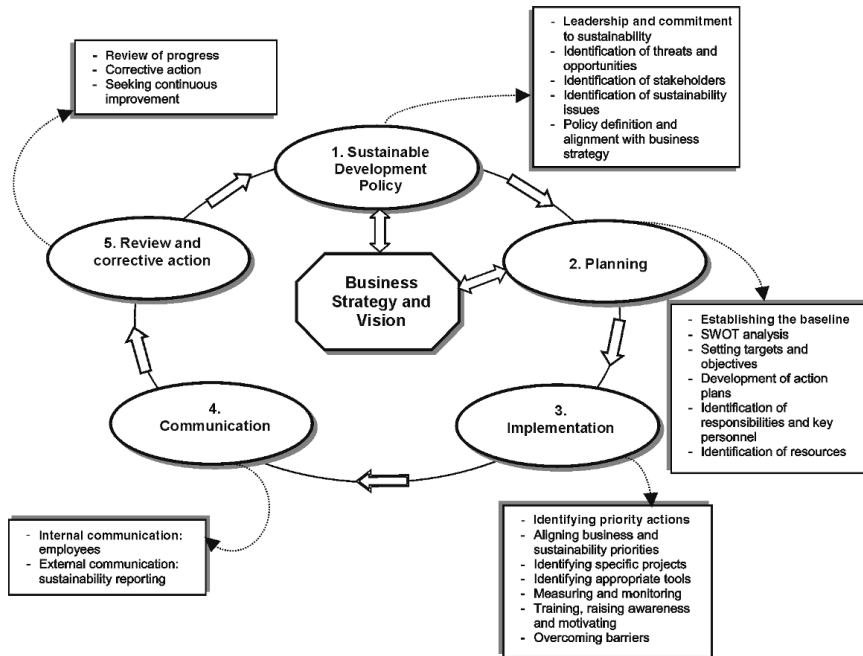 - Leadership and commitment
to sustainability
- Identification of threats and
opportunities
- Identification of stakeholders
- Identification of sustainability
issues
- Policy definition and
alignment with business
strategy
- Review of progress
- Corrective action
- Seeking continuous
improvement
1. Sustainable
Development
Policy
5. Review and
corrective action
2. Planning
Business
Strategy and
Vision
- Establishing the baseline
- SWOT analysis
- Setting targets and
objectives
- Development of action
plans
- Identification of
responsibilities and key
personnel
- Identification of resources
4.
Communication
3.
Implementation
- Internal communication:
employees
- External communication:
sustainability reporting
- Identifying priority actions
- Aligning business and
sustainability priorities
- Identifying specific projects
- Identifying appropriate tools
- Measuring and monitoring
- Training, raising awareness
and motivating
- Overcoming barriers